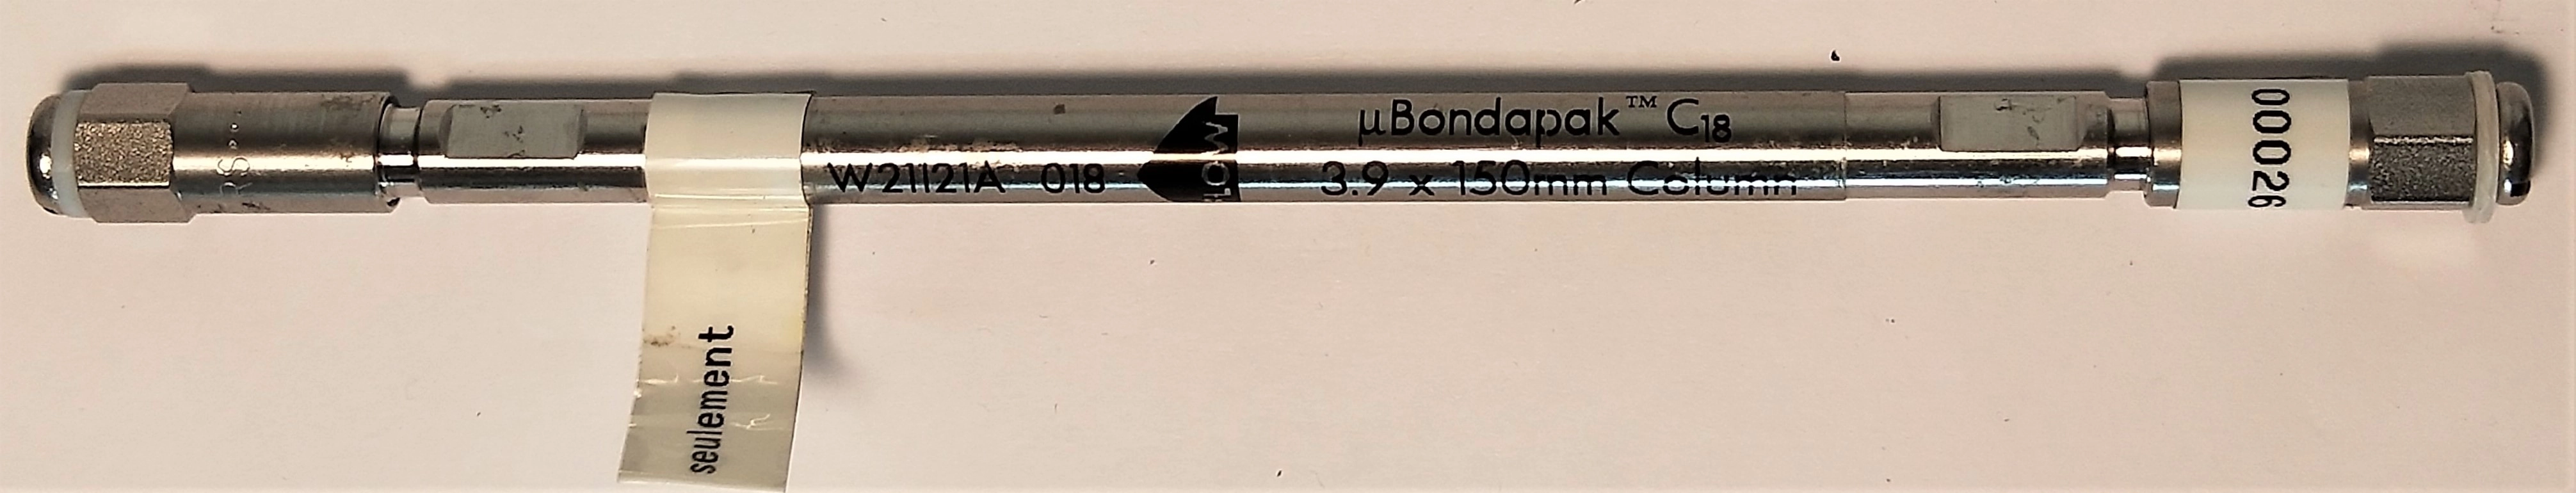 µBondapak™ C18
W21121A 018
3.9 x 150mm Column
00026
seulement